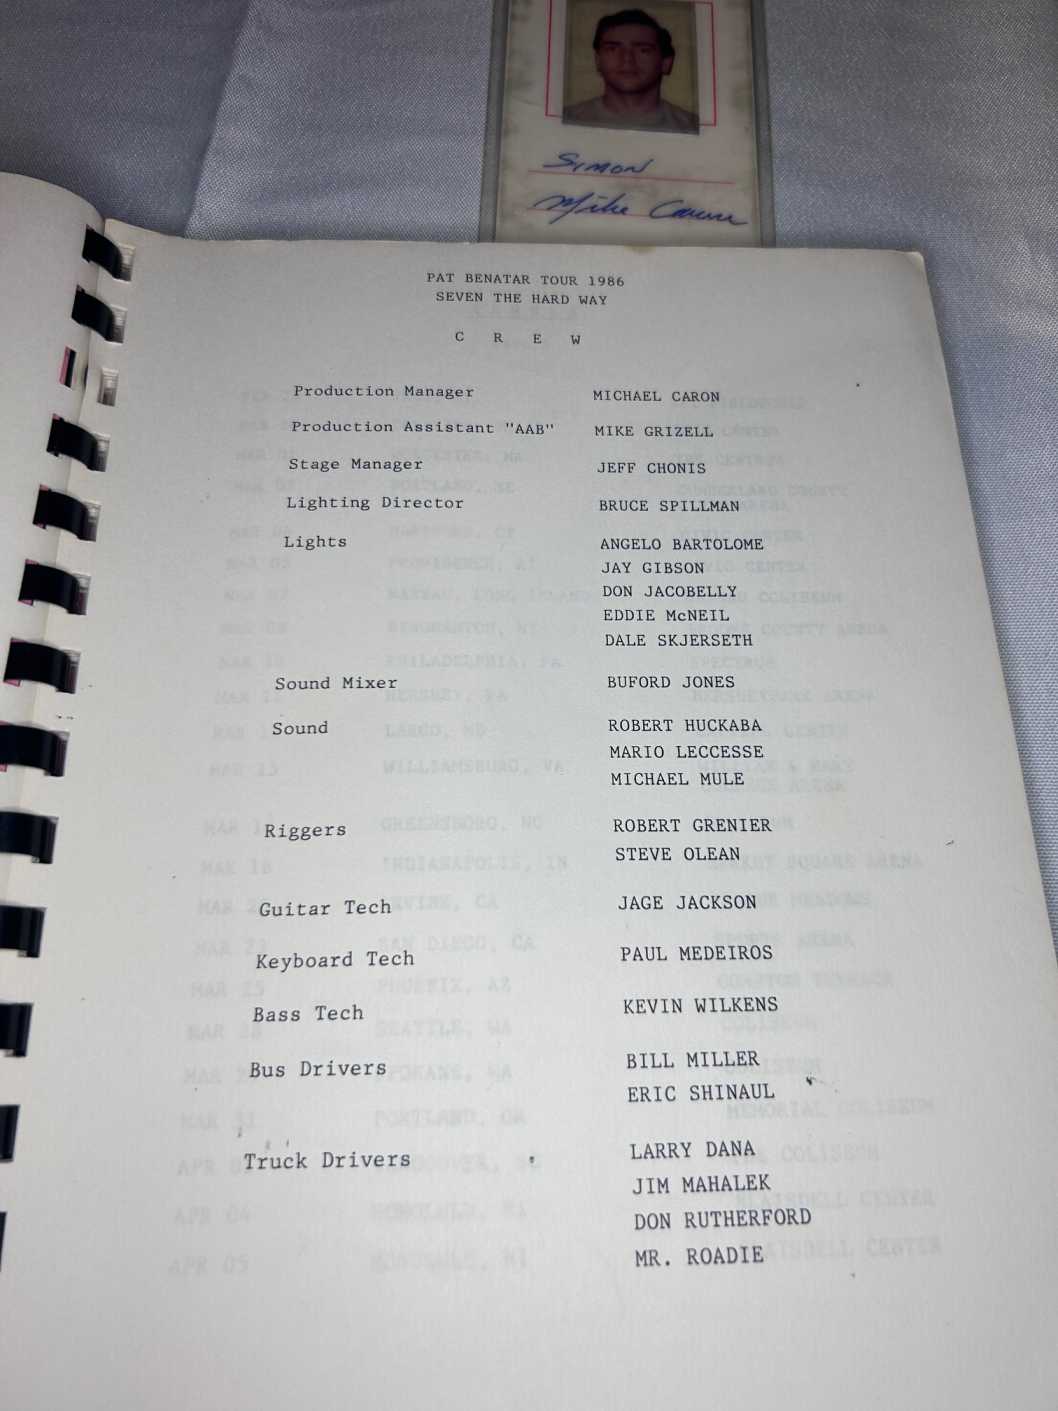 SIMON
Mike Caron
PAT BENATAR TOUR 1986
SEVEN THE HARD WAY
C R E W
Production Manager MICHAEL CARON
Production Assistant "AAB" MIKE GRIZELL
Stage Manager JEFF CHONIS
Lighting Director BRUCE SPILLMAN
Lights ANGELO BARTOLOME
JAY GIBSON
DON JACOBELLY
EDDIE McNEIL
DALE SKJERSETH
Sound Mixer BUFORD JONES
Sound ROBERT HUCKABA
MARIO LECCESSE
MICHAEL MULE
Riggers ROBERT GRENIER
STEVE OLEAN
Guitar Tech JAGE JACKSON
Keyboard Tech PAUL MEDEIROS
Bass Tech KEVIN WILKENS
Bus Drivers BILL MILLER
ERIC SHINAUL
Truck Drivers LARRY DANA
JIM MAHALEK
DON RUTHERFORD
MR. ROADIE